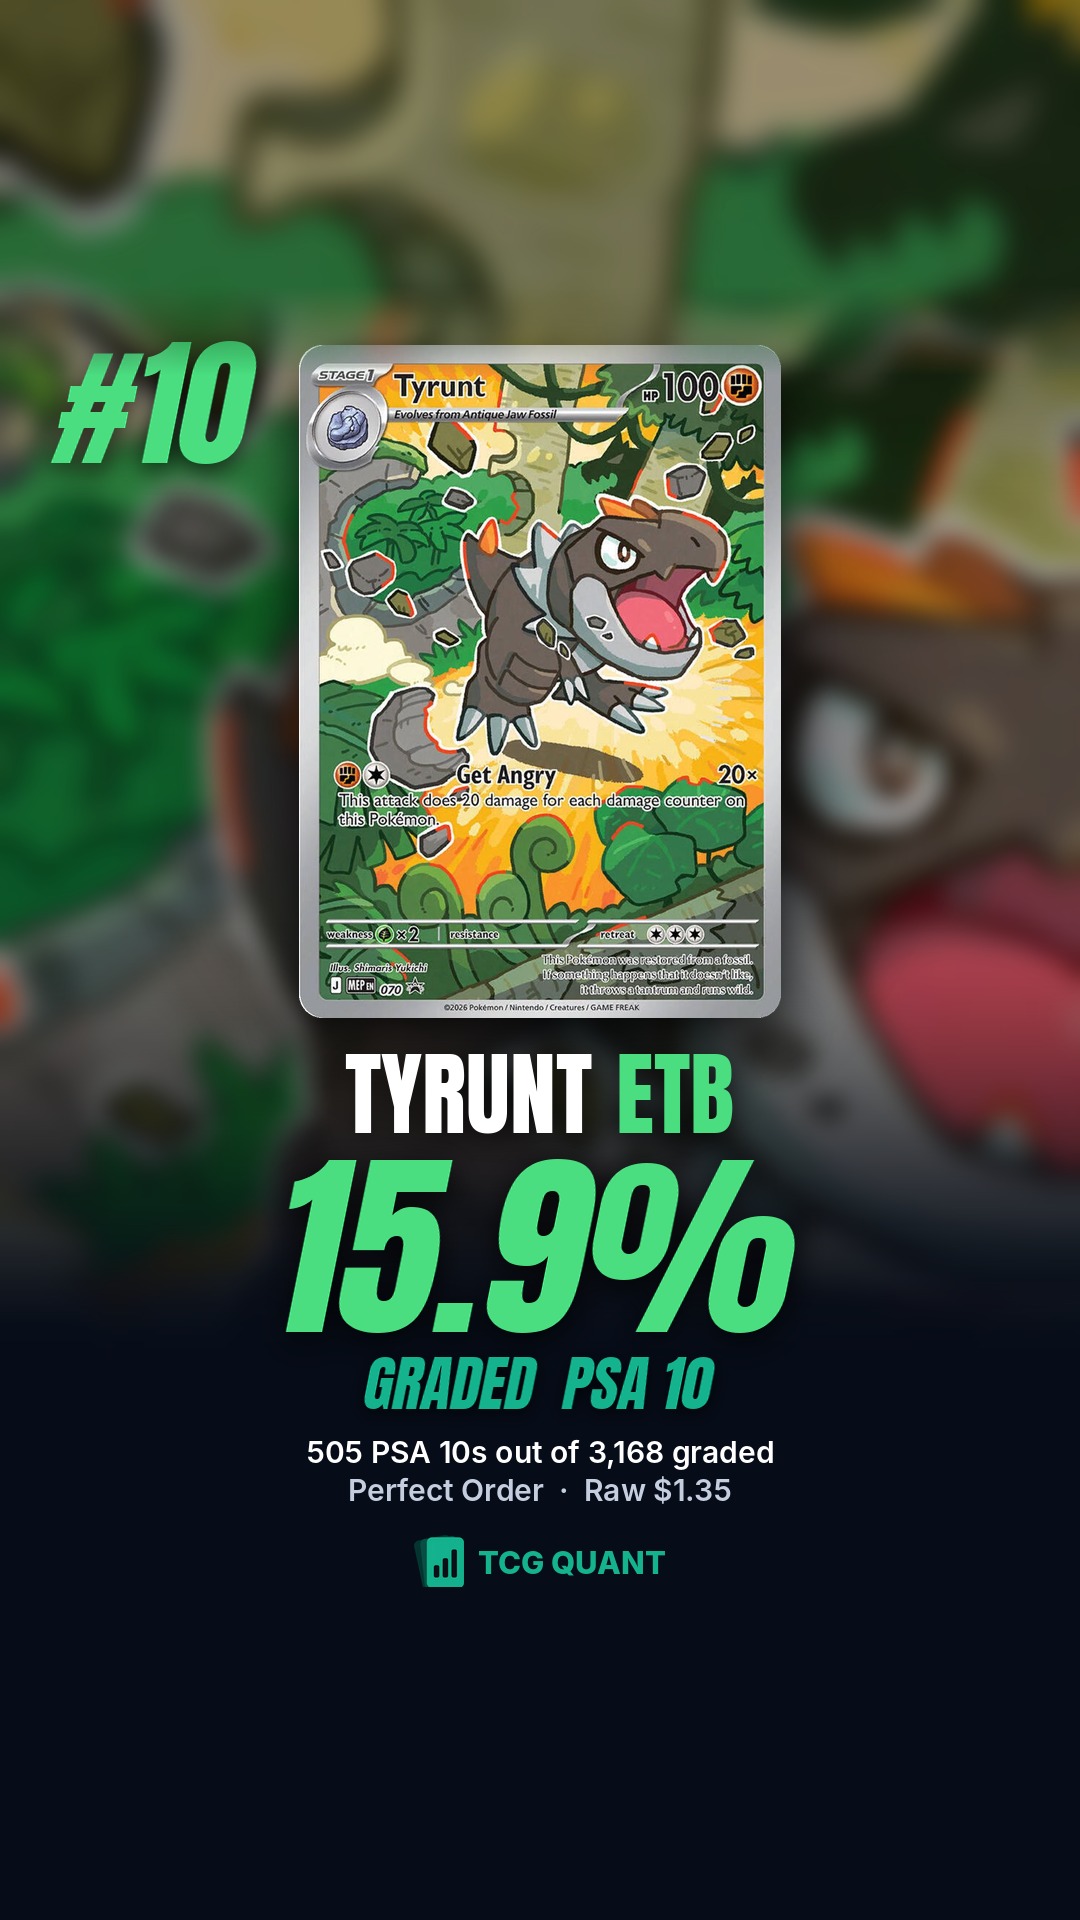 #10
STAGE1
Tyrunt
HP 100
Evolves from Antique Jaw Fossil
Get Angry 20×
This attack does 20 damage for each damage counter on
this Pokémon.
weakness ×2 resistance retreat
Illus. Shimaris Yukichi
This Pokémon was restored from a fossil.
If something happens that it doesn't like,
it throws a tantrum and runs wild.
J MEP EN 070
©2026 Pokémon / Nintendo / Creatures / GAME FREAK
TYRUNT ETB
15.9%
GRADED PSA 10
505 PSA 10s out of 3,168 graded
Perfect Order · Raw $1.35
TCG QUANT